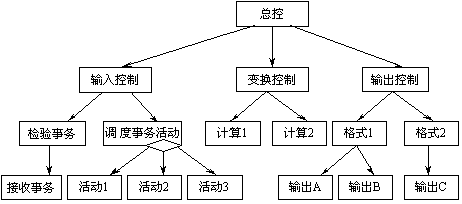 总控
输入控制
变换控制
输出控制
检验事务
调度事务活动
计算1
计算2
格式1
格式2
接收事务
活动1
活动2
活动3
输出A
输出B
输出C